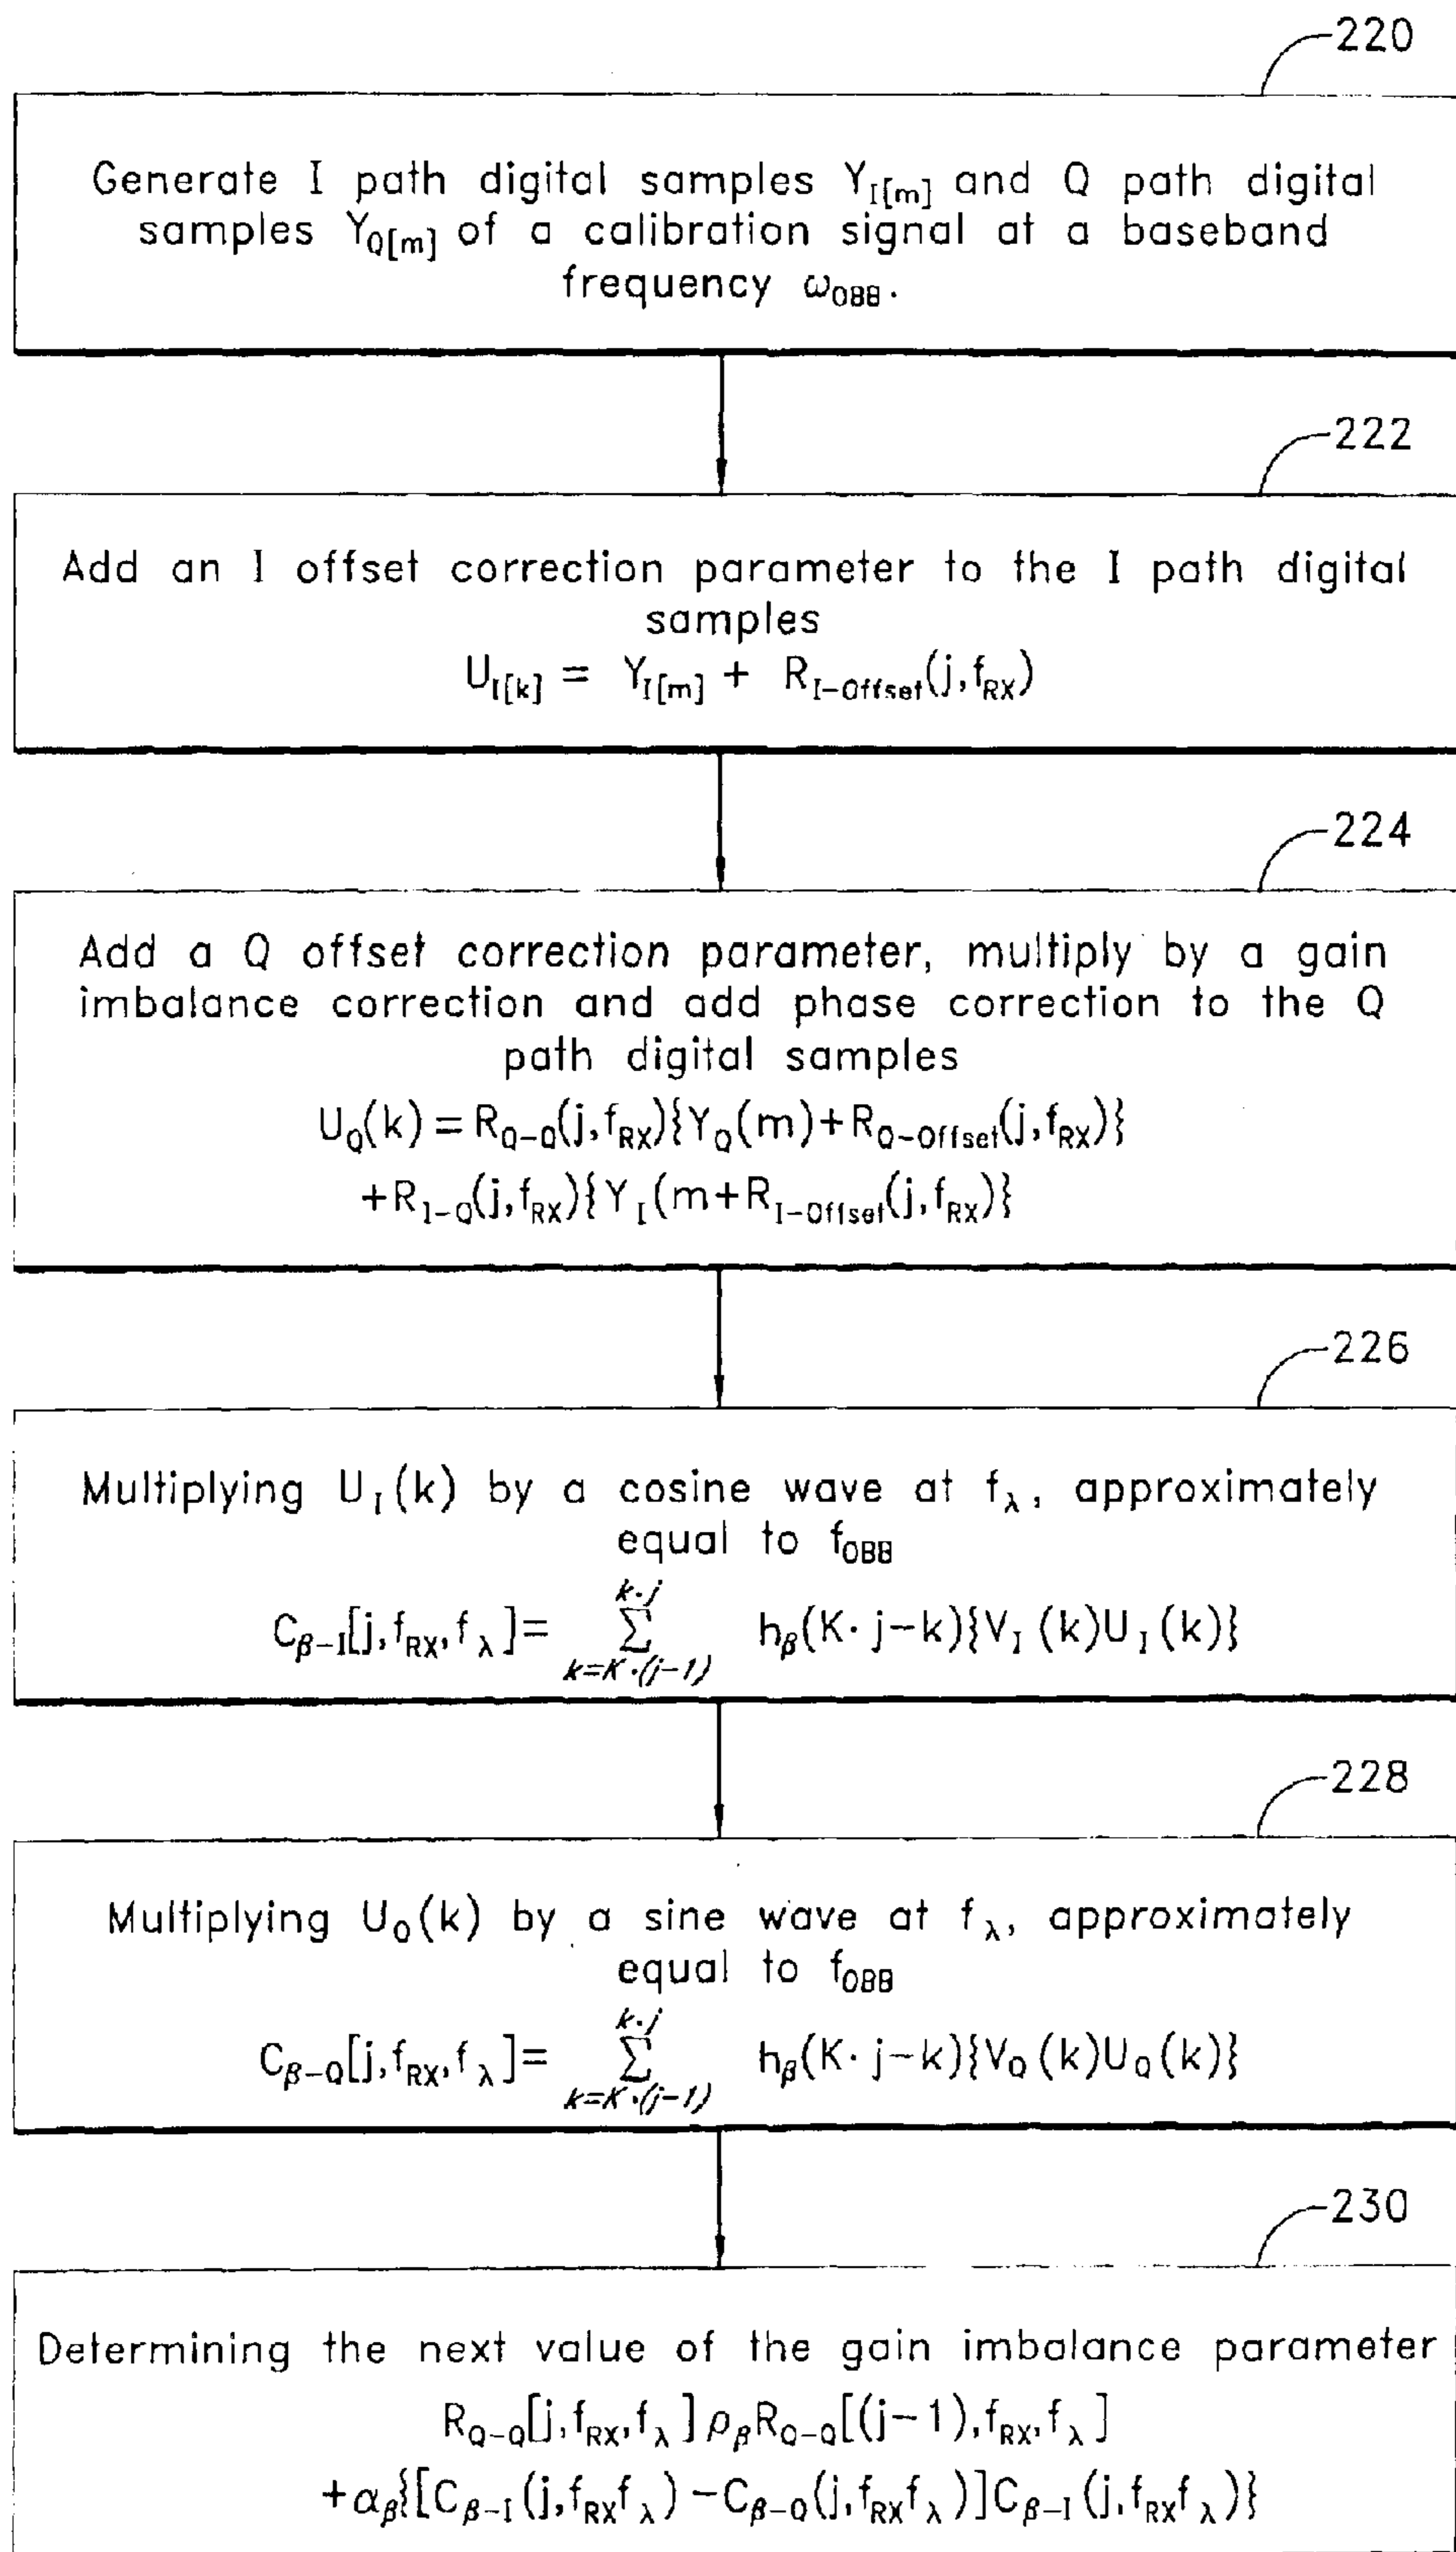 220
Generate I path digital samples Y_I[m] and Q path digital
samples Y_Q[m] of a calibration signal at a baseband
frequency ω_OBB.
222
Add an I offset correction parameter to the I path digital
samples
U_I[k] = Y_I[m] + R_I-Offset(j,f_RX)
224
Add a Q offset correction parameter, multiply by a gain
imbalance correction and add phase correction to the Q
path digital samples
U_Q(k) = R_Q-Q(j,f_RX){Y_Q(m)+R_Q-Offset(j,f_RX)}
+R_I-Q(j,f_RX){Y_I(m+R_I-Offset(j,f_RX)}
226
Multiplying U_I(k) by a cosine wave at f_λ, approximately
equal to f_OBB
C_β-I[j,f_RX,f_λ]= Σ_{k=K·(j-1)}^{k·j} h_β(K·j-k){V_I(k)U_I(k)}
228
Multiplying U_Q(k) by a sine wave at f_λ, approximately
equal to f_OBB
C_β-Q[j,f_RX,f_λ]= Σ_{k=K·(j-1)}^{k·j} h_β(K·j-k){V_Q(k)U_Q(k)}
230
Determining the next value of the gain imbalance parameter
R_Q-Q[j,f_RX,f_λ]ρ_βR_Q-Q[(j-1),f_RX,f_λ]
+α_β{[C_β-I(j,f_RXf_λ)-C_β-Q(j,f_RXf_λ)]C_β-I(j,f_RXf_λ)}